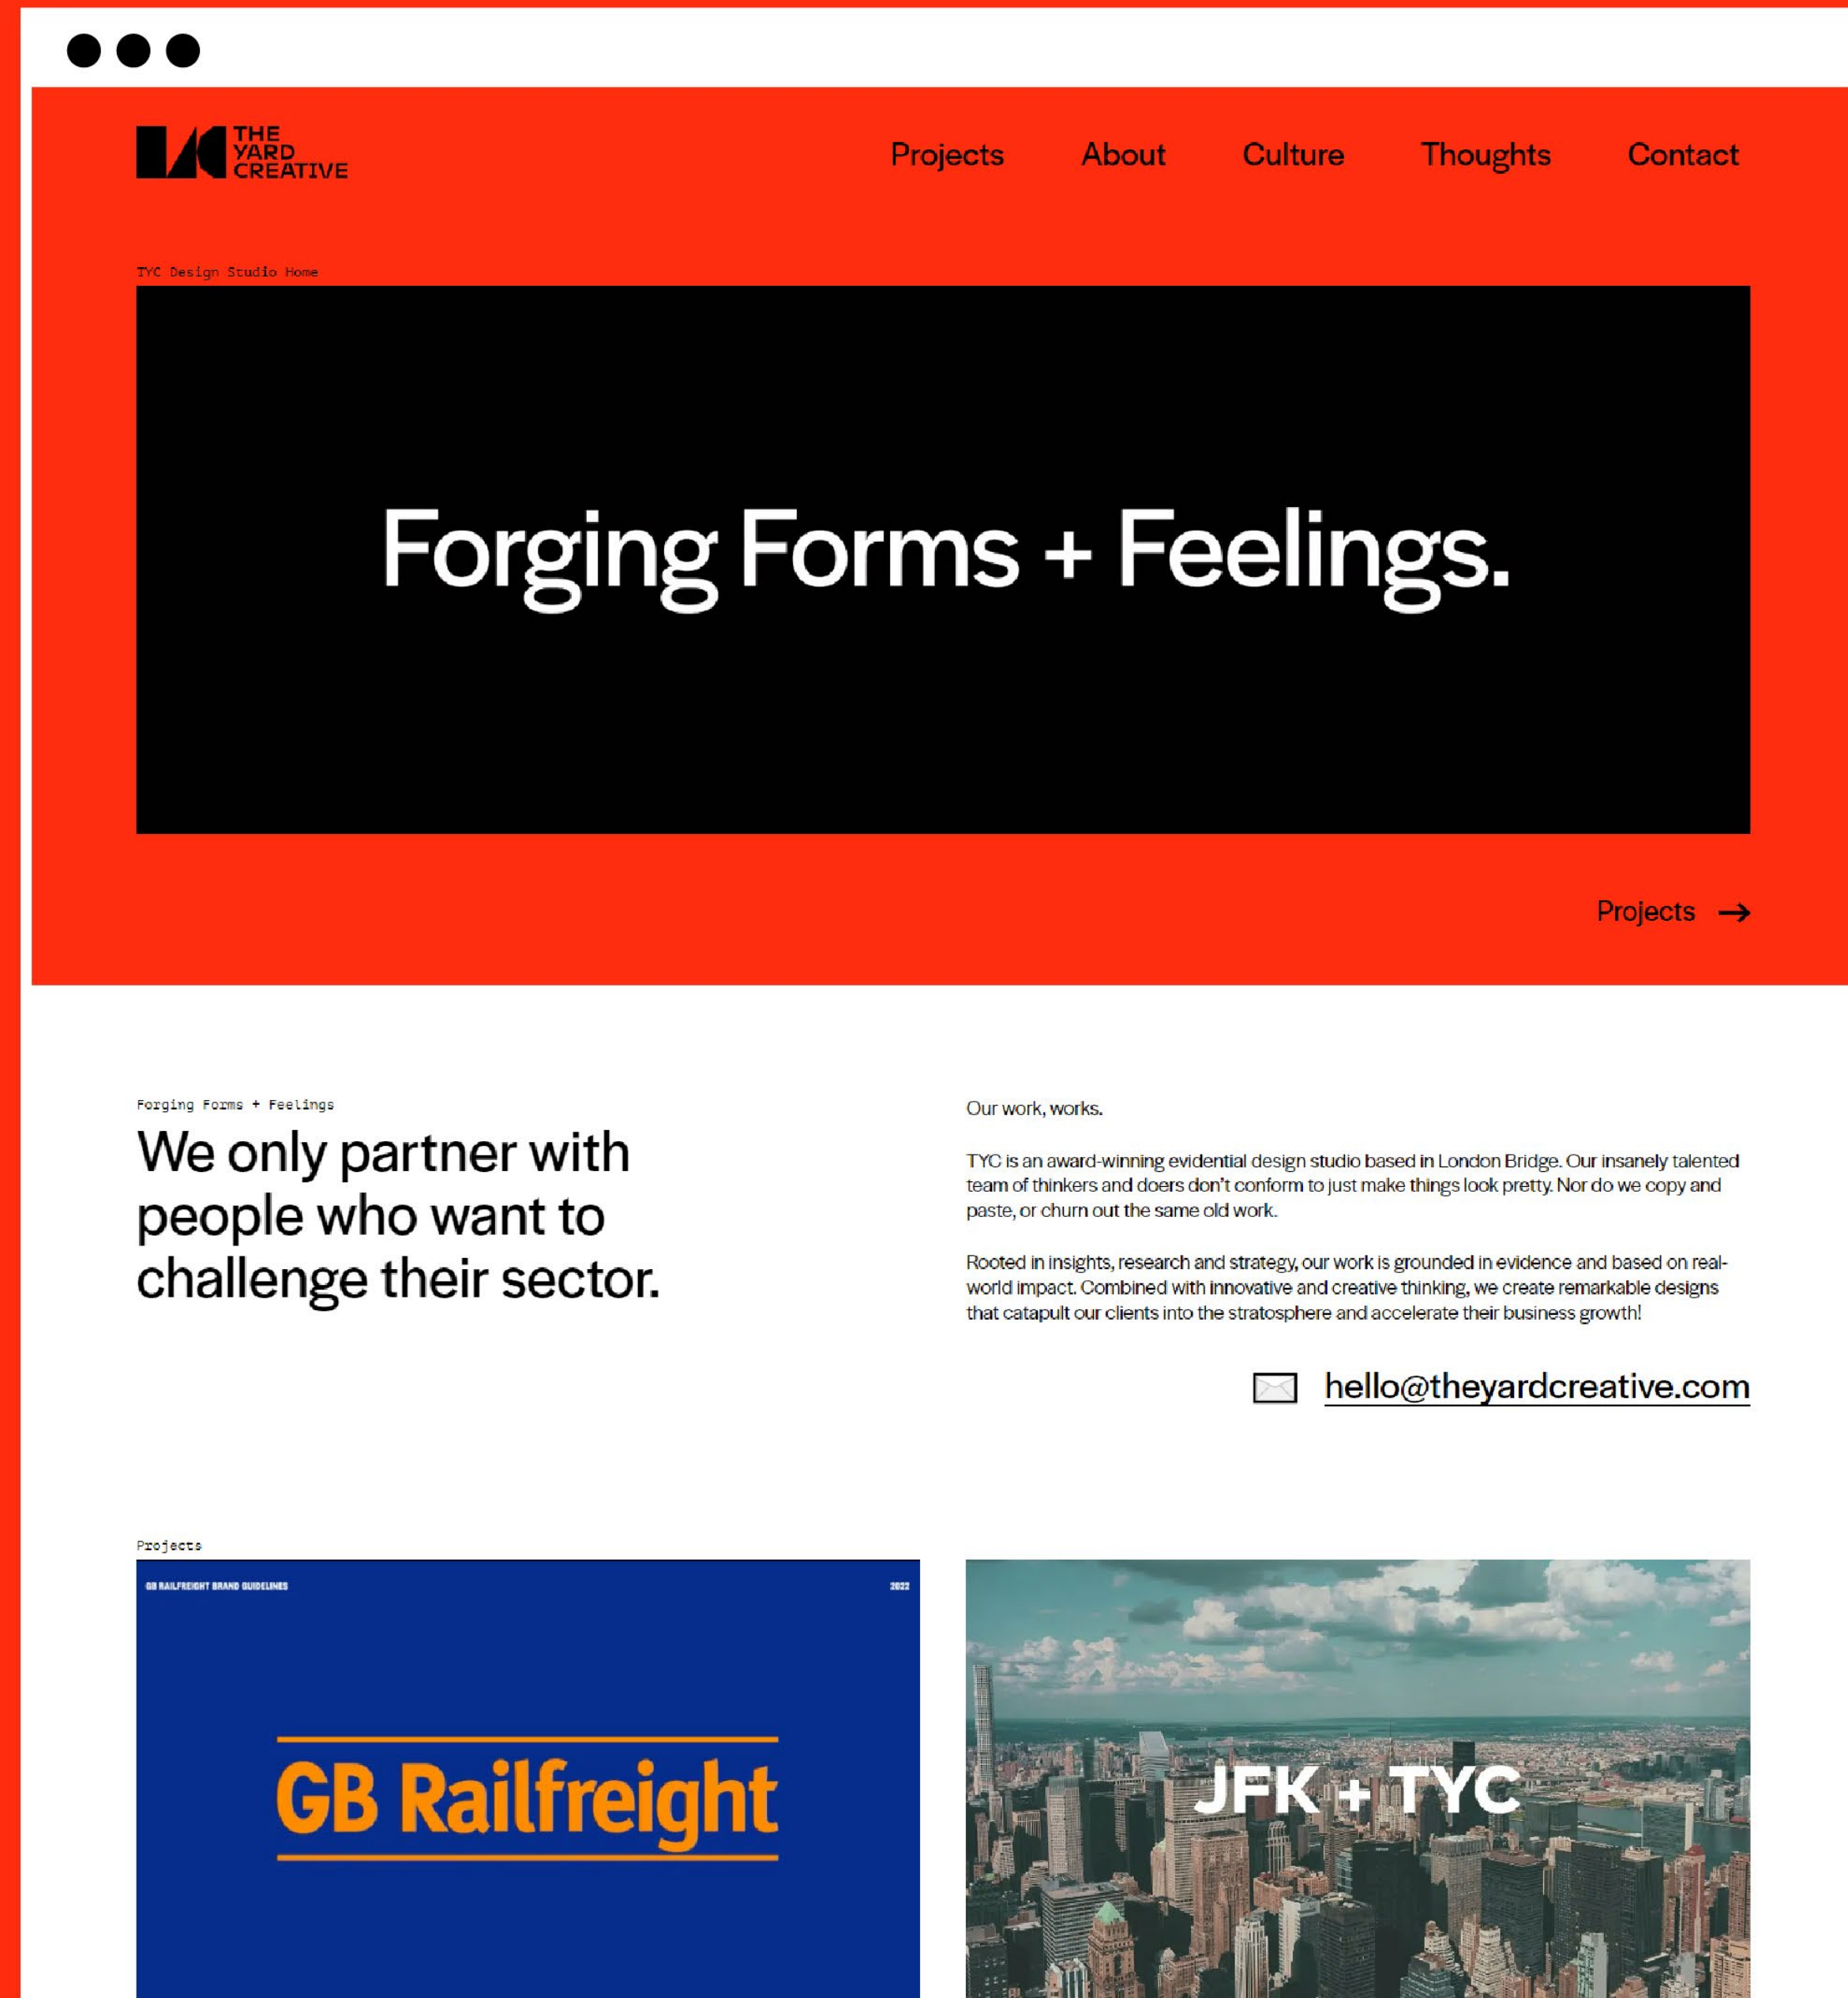 THE
YARD
CREATIVE
Projects About Culture Thoughts Contact
TYC Design Studio Home
Forging Forms + Feelings.
Projects →
Forging Forms + Feelings
We only partner with
people who want to
challenge their sector.
Our work, works.
TYC is an award-winning evidential design studio based in London Bridge. Our insanely talented
team of thinkers and doers don’t conform to just make things look pretty. Nor do we copy and
paste, or churn out the same old work.
Rooted in insights, research and strategy, our work is grounded in evidence and based on real-
world impact. Combined with innovative and creative thinking, we create remarkable designs
that catapult our clients into the stratosphere and accelerate their business growth!
hello@theyardcreative.com
Projects
GB RAILFREIGHT BRAND GUIDELINES 2022
GB Railfreight
JFK + TYC